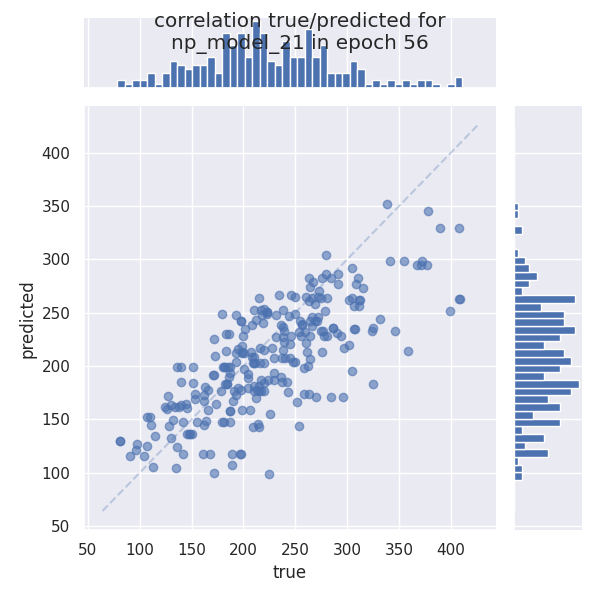 correlation true/predicted for
np_model_21 in epoch 56
400
350
300
250
200
150
100
50
predicted
50 100 150 200 250 300 350 400
true